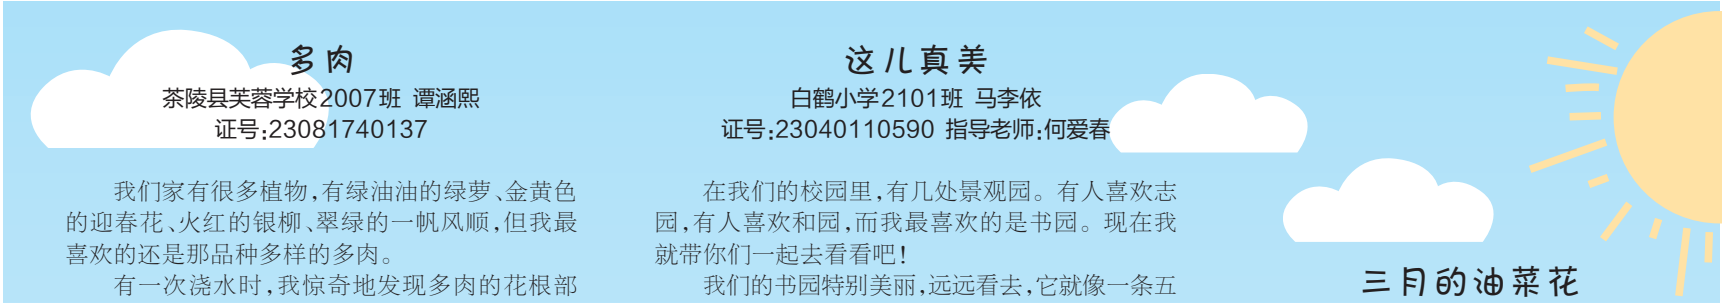 多肉
茶陵县芙蓉学校2007班 谭涵熙
证号:23081740137
我们家有很多植物,有绿油油的绿萝、金黄色
的迎春花、火红的银柳、翠绿的一帆风顺,但我最
喜欢的还是那品种多样的多肉。
有一次浇水时,我惊奇地发现多肉的花根部
这儿真美
白鹤小学2101班 马李依
证号:23040110590 指导老师:何爱春
在我们的校园里,有几处景观园。有人喜欢志
园,有人喜欢和园,而我最喜欢的是书园。现在我
就带你们一起去看看吧!
我们的书园特别美丽,远远看去,它就像一条五
三月的油菜花